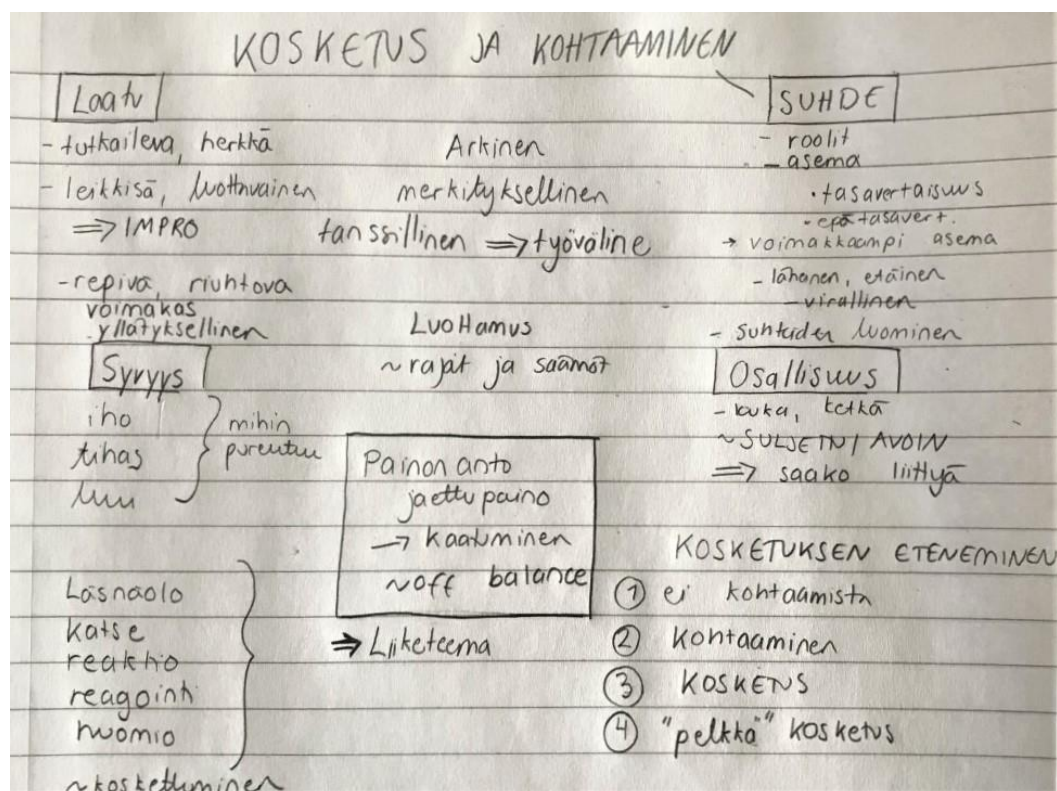 KOSKETUS JA KOHTAAMINEN
Laatu
- tutkaileva, herkkä
- leikkisä, luottavainen
⇒ IMPRO
- repivä, riuhtova
voimakas
yllätyksellinen
Syvyys
iho
lihas
luu
mihin
pureutuu
Läsnäolo
katse
reaktio
reagointi
huomio
~koskettuminen
Arkinen
merkityksellinen
tanssillinen ⇒ työväline
Luottamus
~ rajat ja säännöt
Painon anto
jaettu paino
→ kaatuminen
~off balance
⇒ Liiketeema
SUHDE
- roolit
- asema
• tasavertaisuus
• epätasavert.
→ voimakkaampi asema
- läheinen, etäinen
- virallinen
- suhteiden luominen
Osallisuus
- kuka, ketkä
~ SULJETTU / AVOIN
⇒ saako liittyä
KOSKETUKSEN ETENEMINEN
① ei kohtaamista
② kohtaaminen
③ KOSKETUS
④ "pelkkä" kosketus